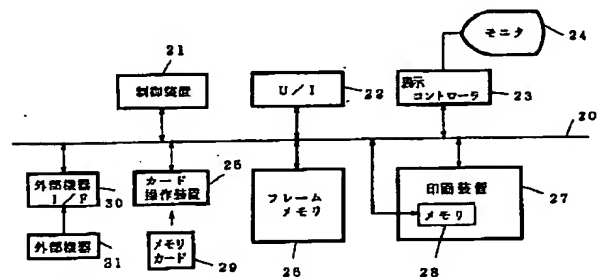 21
制御装置
U/I
22
モニタ
24
表示
コントローラ
23
20
外部機器
I/F
30
カード
操作装置
25
フレーム
メモリ
26
印画装置
メモリ
27
28
外部機器
31
メモリ
カード
29